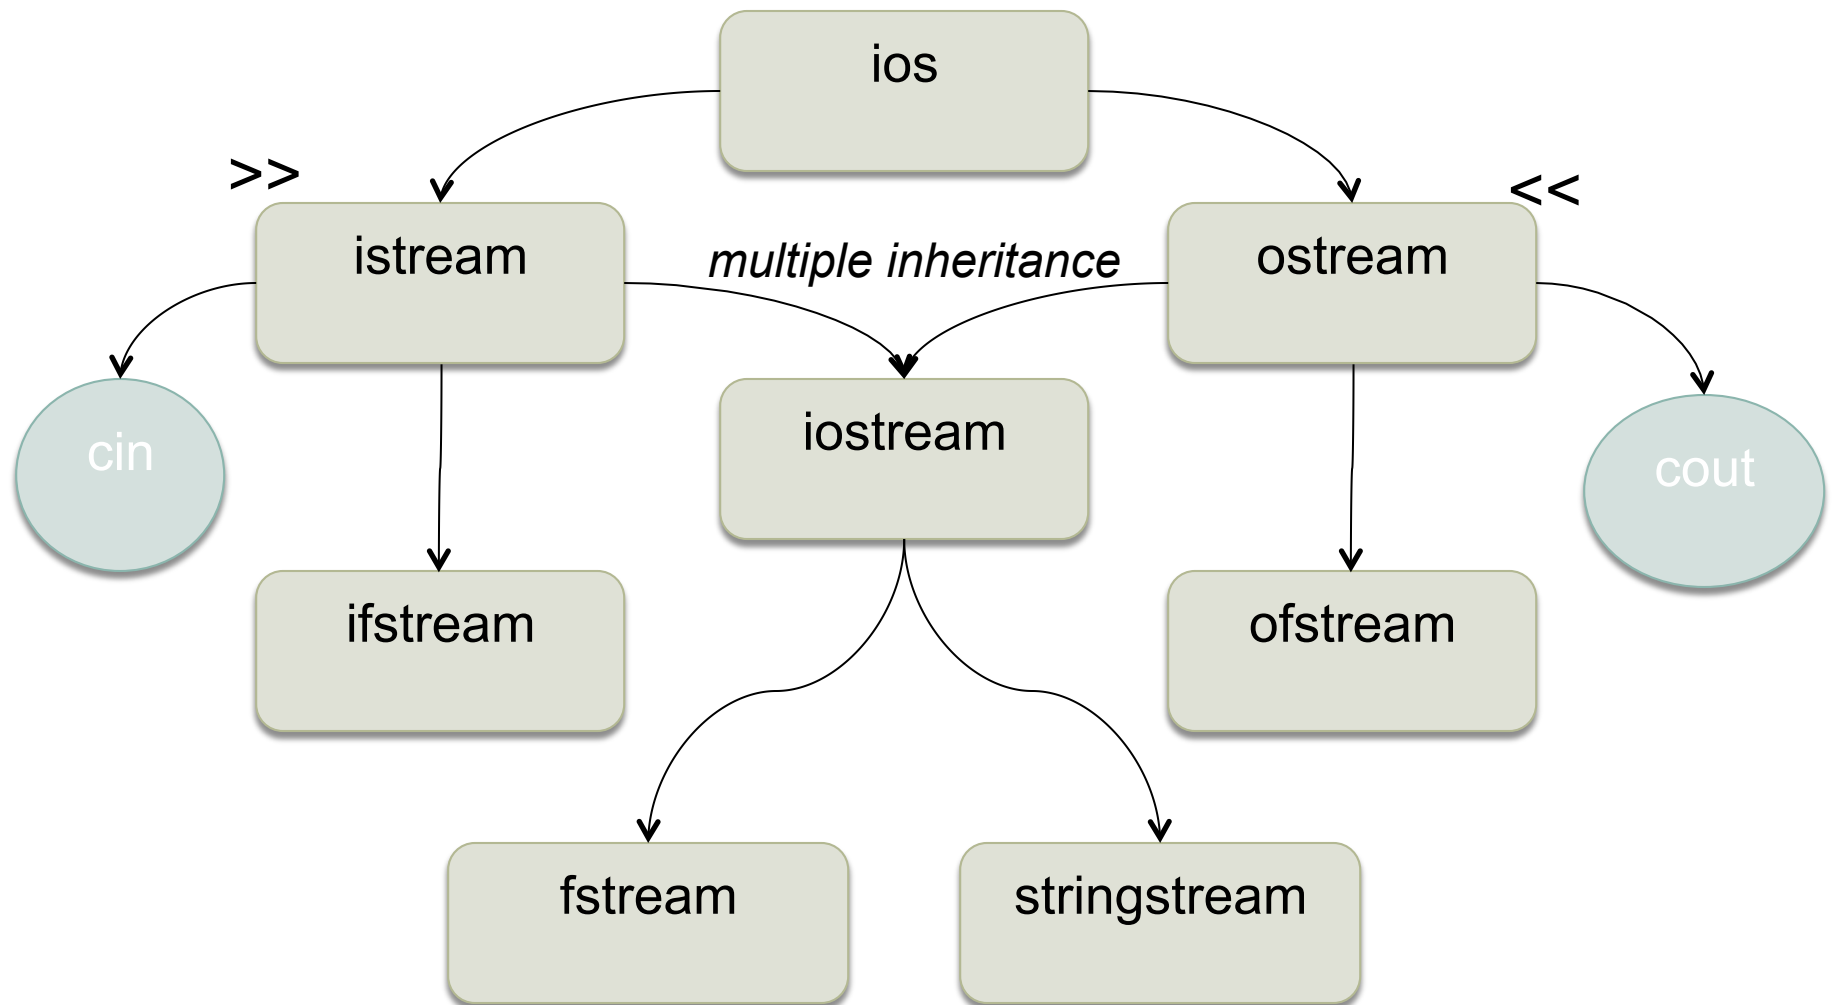 ios
>>
<<
istream
multiple inheritance
ostream
cin
iostream
cout
ifstream
ofstream
fstream
stringstream